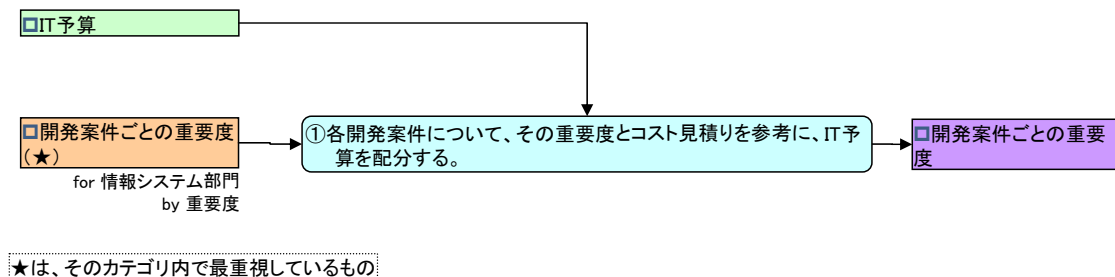 □IT予算
□開発案件ごとの重要度
(★)
for 情報システム部門
by 重要度
①各開発案件について、その重要度とコスト見積りを参考に、IT予
算を配分する。
□開発案件ごとの重要
度
★は、そのカテゴリ内で最重視しているもの